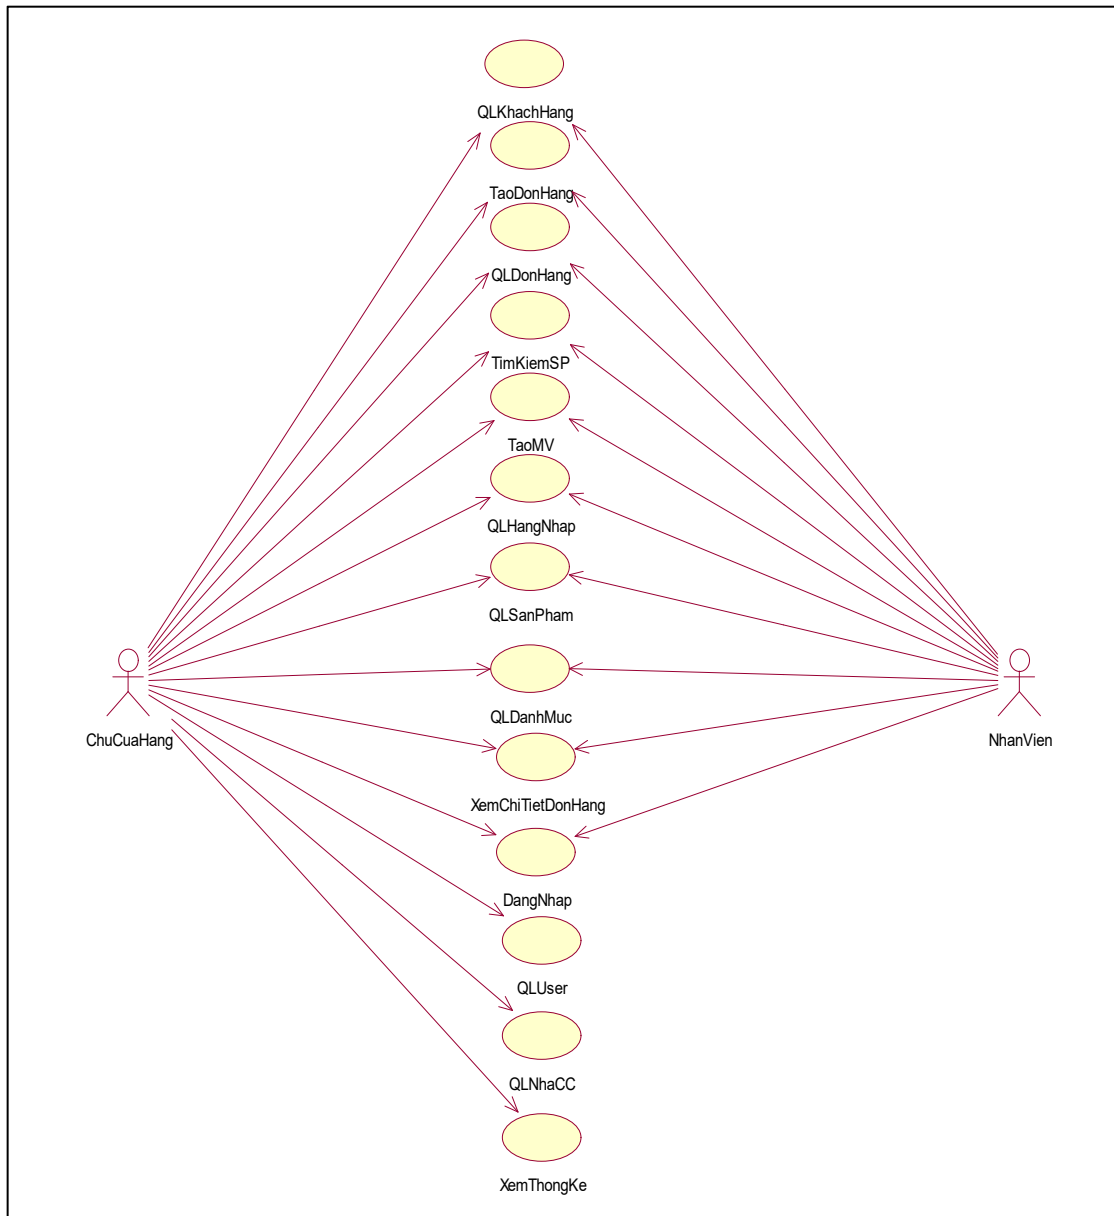 QLKhachHang
TaoDonHang
QLDonHang
TimKiemSP
TaoMV
QLHangNhap
QLSanPham
QLDanhMuc
ChuCuaHang
NhanVien
XemChiTietDonHang
DangNhap
QLUser
QLNhaCC
XemThongKe